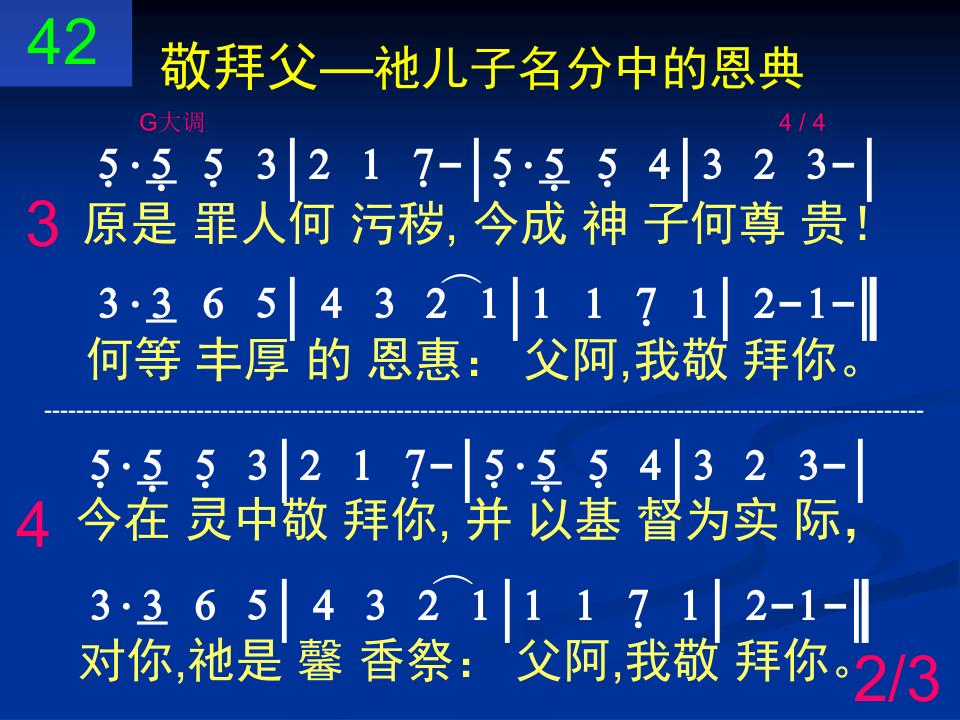 42
敬拜父—祂儿子名分中的恩典
G大调 4 / 4
5̣ · 5̣ 5̣ 3 | 2 1 7̣ − | 5̣ · 5̣ 5̣ 4 | 3 2 3 − |
3 原是 罪人何 污秽, 今成 神 子何尊 贵!
3 · 3 6 5 | 4 3 2 1 | 1 1 7̣ 1 | 2 − 1 − ‖
何等 丰厚 的 恩惠: 父阿,我敬 拜你。
5̣ · 5̣ 5̣ 3 | 2 1 7̣ − | 5̣ · 5̣ 5̣ 4 | 3 2 3 − |
4 今在 灵中敬 拜你, 并 以基 督为实 际,
3 · 3 6 5 | 4 3 2 1 | 1 1 7̣ 1 | 2 − 1 − ‖
对你,祂是 馨 香祭: 父阿,我敬 拜你。
2/3